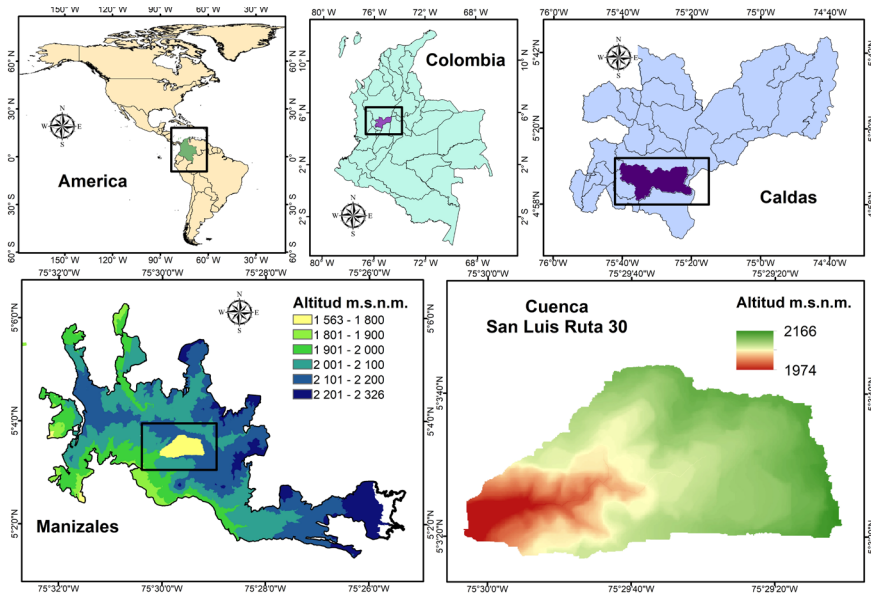 80° W 76° W 72° W 68° W
76°0' W 75°40' W 75°20' W 75°0' W 74°40' W
60° N
30° N
0°
30° S
60° S
N
W E
S
America
150° W 120° W 90° W 60° W
10° N
6° N
2° N
2° S
Colombia
N
W E
S
80° W 76° W 72° W 68° W
5°42' N
5°20' N
4°58' N
N
W E
S
Caldas
76°0' W 75°40' W 75°20' W 75°0' W 74°40' W
75°32'0"W 75°30'0"W 75°28'0"W 75°26'0"W
5°6'0"N
5°4'0"N
5°2'0"N
N
W E
S
Altitud m.s.n.m.
1 563 - 1 800
1 801 - 1 900
1 901 - 2 000
2 001 - 2 100
2 101 - 2 200
2 201 - 2 326
Manizales
75°32'0"W 75°30'0"W 75°28'0"W 75°26'0"W
75°30'0"W 75°29'40"W 75°29'20"W
Cuenca
San Luis Ruta 30
Altitud m.s.n.m.
2166
1974
5°3'40"N
5°3'20"N
75°30'0"W 75°29'40"W 75°29'20"W